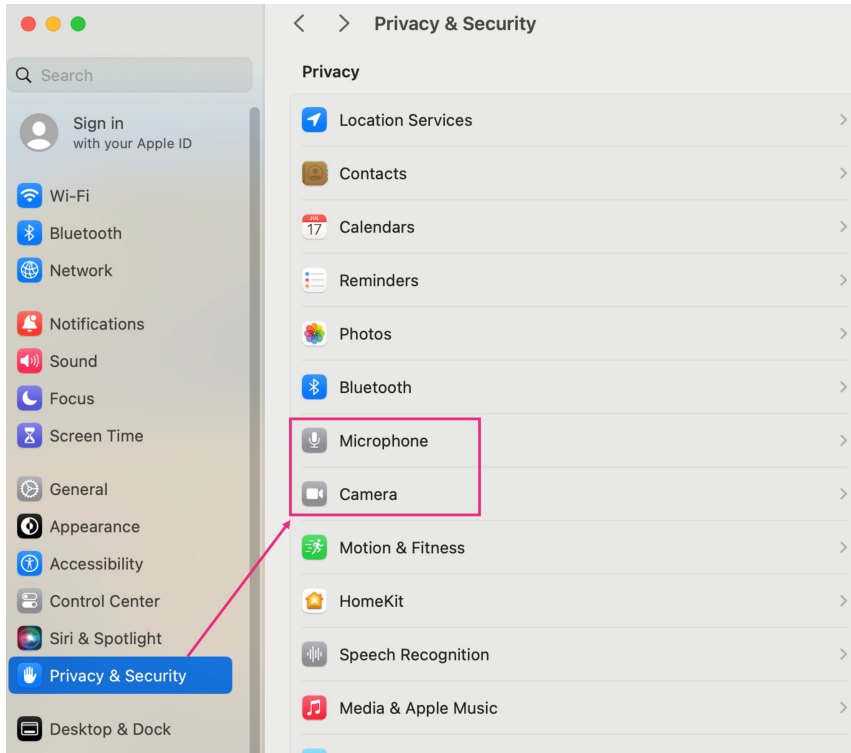 Search
Sign in
with your Apple ID
Wi-Fi
Bluetooth
Network
Notifications
Sound
Focus
Screen Time
General
Appearance
Accessibility
Control Center
Siri & Spotlight
Privacy & Security
Desktop & Dock
Privacy & Security
Privacy
Location Services
Contacts
JUL
17
Calendars
Reminders
Photos
Bluetooth
Microphone
Camera
Motion & Fitness
HomeKit
Speech Recognition
Media & Apple Music